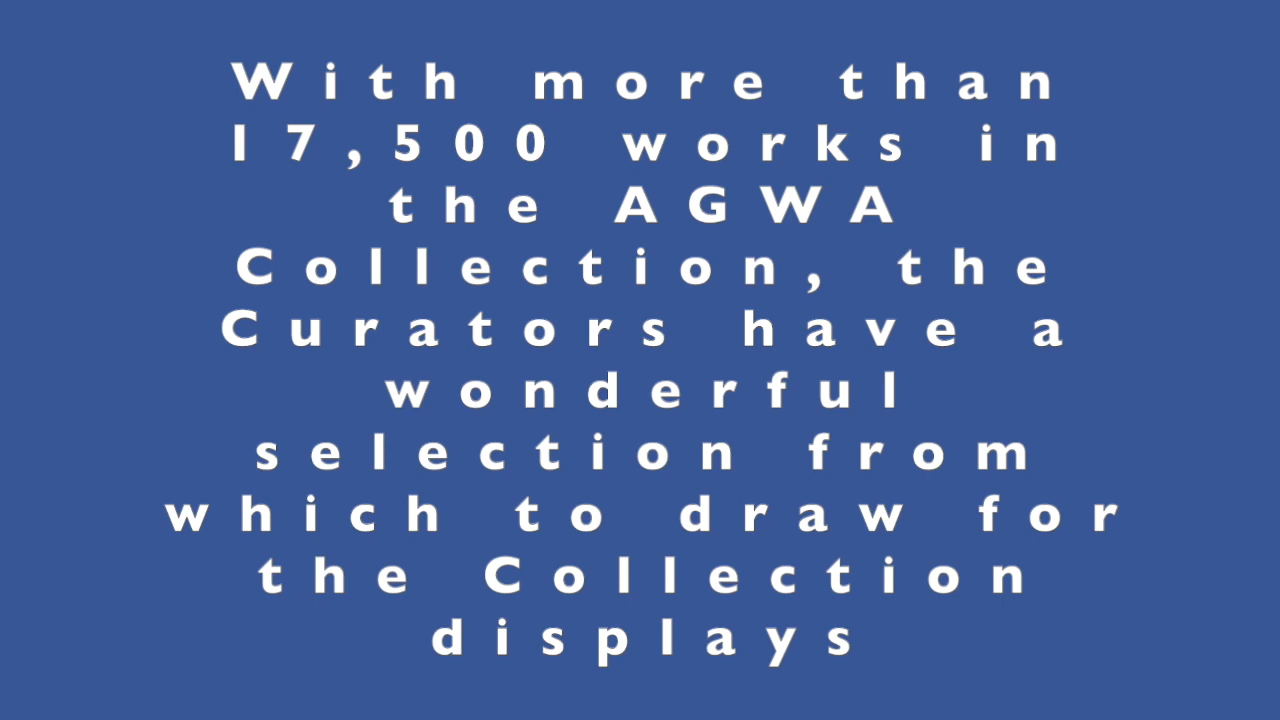 With more than
17,500 works in
the AGWA
Collection, the
Curators have a
wonderful
selection from
which to draw for
the Collection
displays